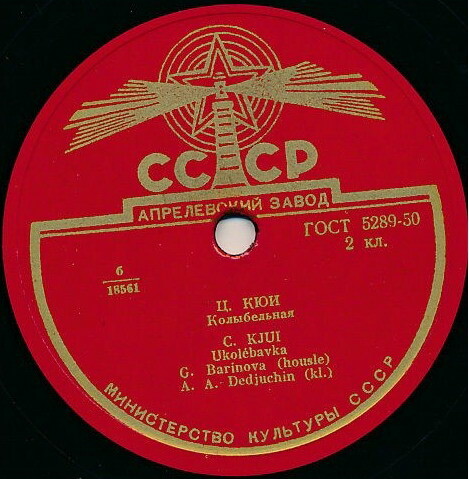 СССР
АПРЕЛЕВСКИЙ ЗАВОД
ГОСТ 5289-50
2 кл.
6
18561
Ц. КЮИ
Колыбельная
C. KJUI
Ukolébavka
G. Barinova (housle)
A. A. Dedjuchin (kl.)
МИНИСТЕРСТВО КУЛЬТУРЫ СССР